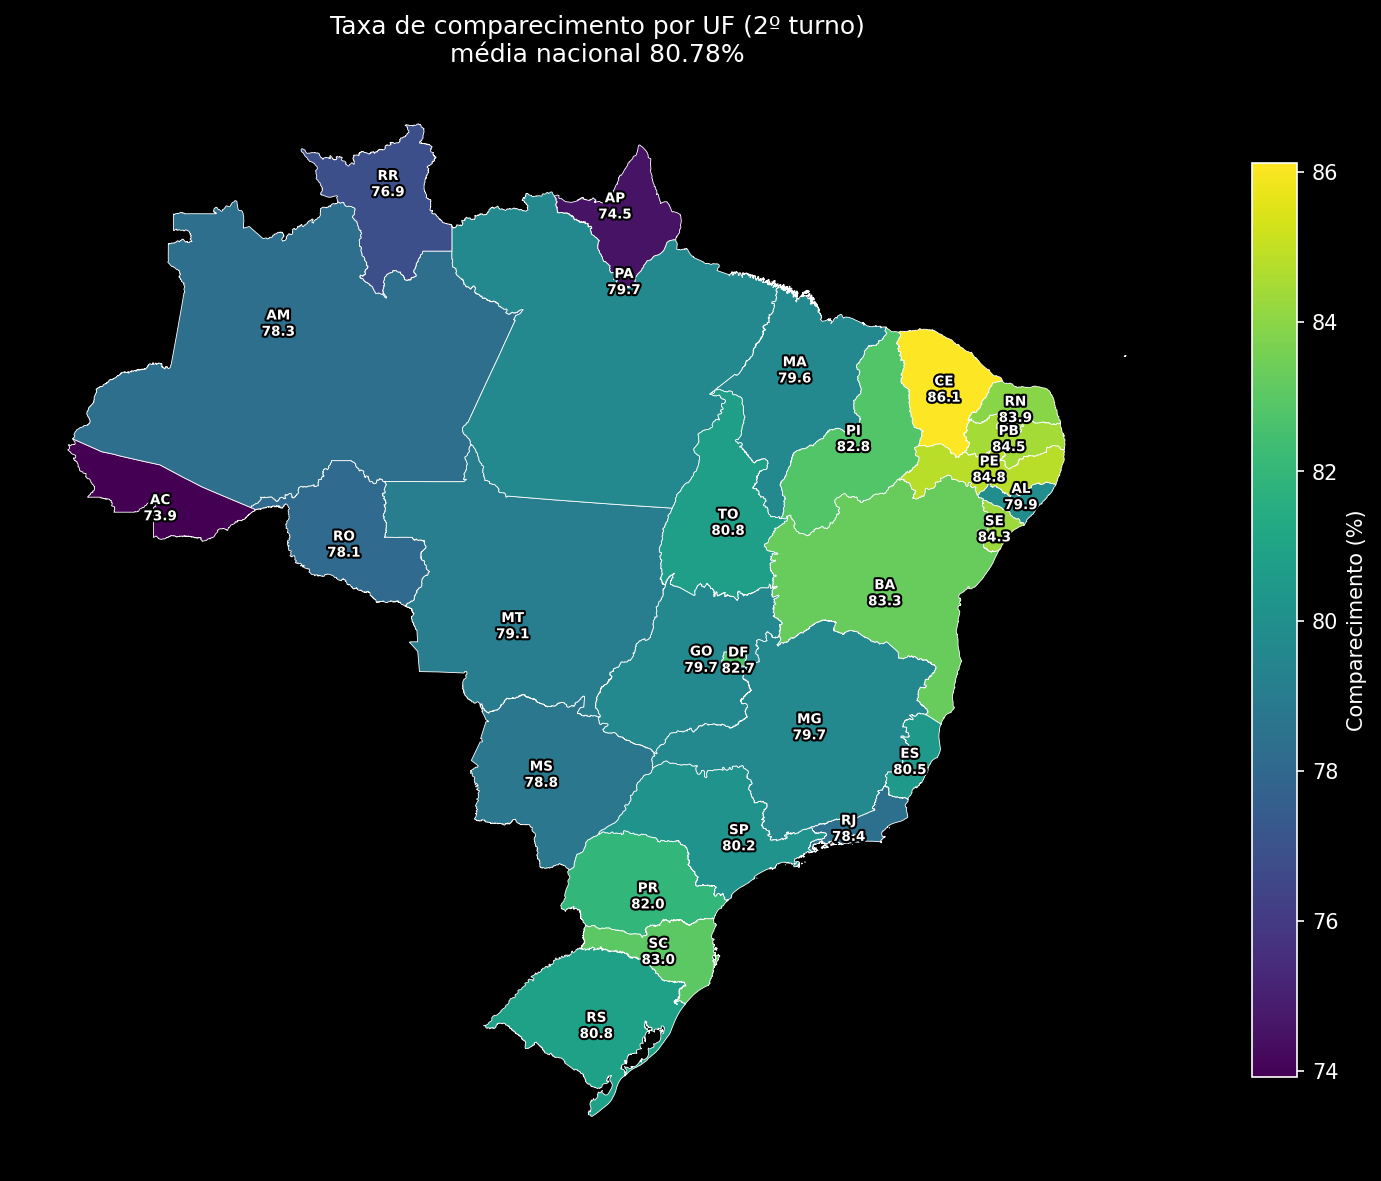 Taxa de comparecimento por UF (2º turno)
média nacional 80.78%
RR
76.9
AP
74.5
PA
79.7
AM
78.3
MA
79.6
CE
86.1
RN
83.9
PI
82.8
PB
84.5
PE
84.8
AL
79.9
AC
73.9
TO
80.8
SE
84.3
RO
78.1
BA
83.3
MT
79.1
GO
79.7
DF
82.7
MG
79.7
ES
80.5
MS
78.8
SP
80.2
RJ
78.4
PR
82.0
SC
83.0
RS
80.8
86
84
82
80
78
76
74
Comparecimento (%)